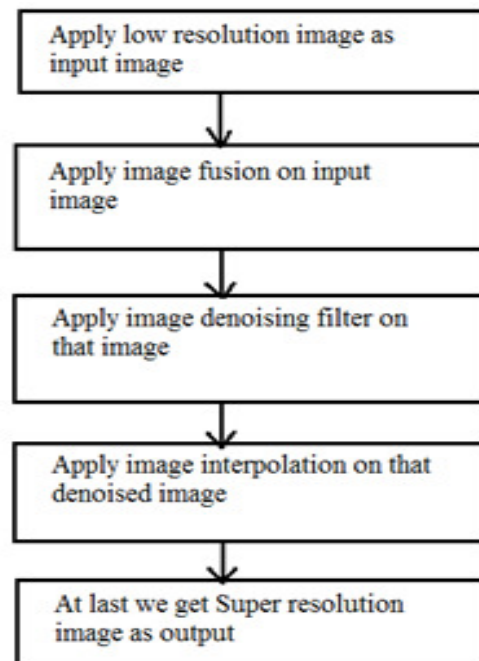 Apply low resolution image as
input image
Apply image fusion on input
image
Apply image denoising filter on
that image
Apply image interpolation on that
denoised image
At last we get Super resolution
image as output